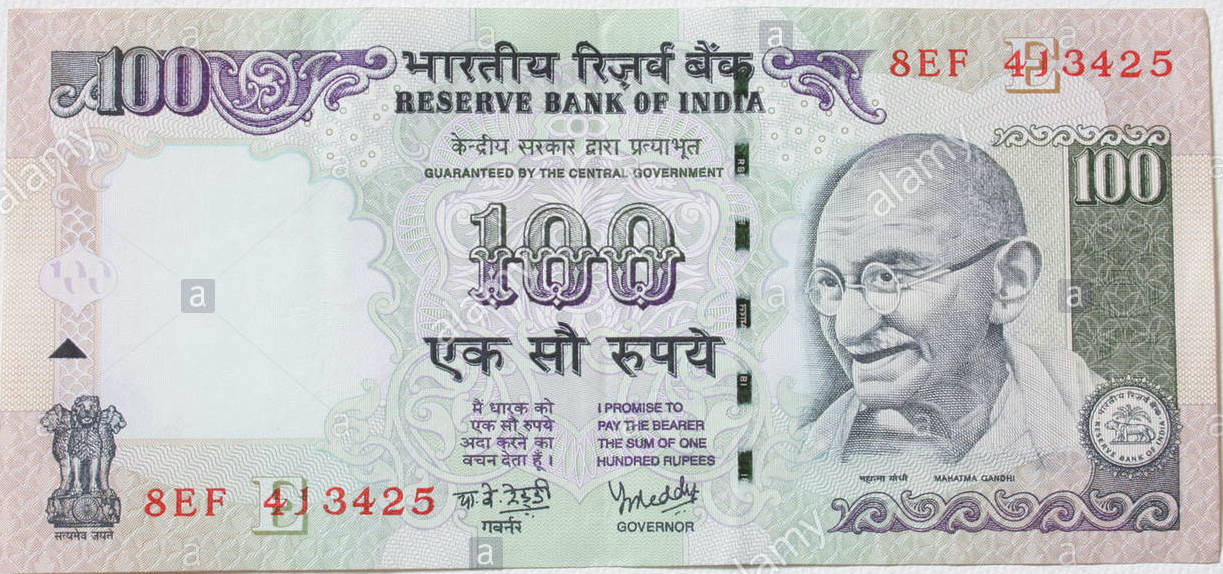 100
भारतीय रिज़र्व बैंक
RESERVE BANK OF INDIA
8EF 4J3425
E
केन्द्रीय सरकार द्वारा प्रत्याभूत
GUARANTEED BY THE CENTRAL GOVERNMENT
100
100
एक सौ रुपये
मैं धारक को
एक सौ रुपये
अदा करने का
वचन देता हूँ ।
I PROMISE TO
PAY THE BEARER
THE SUM OF ONE
HUNDRED RUPEES
गबर्नर
GOVERNOR
महात्मा गांधी
MAHATMA GANDHI
भारतीय रिज़र्व बैंक
RESERVE BANK OF INDIA
8EF 4J3425
E
सत्यमेव जयते
alamy
a